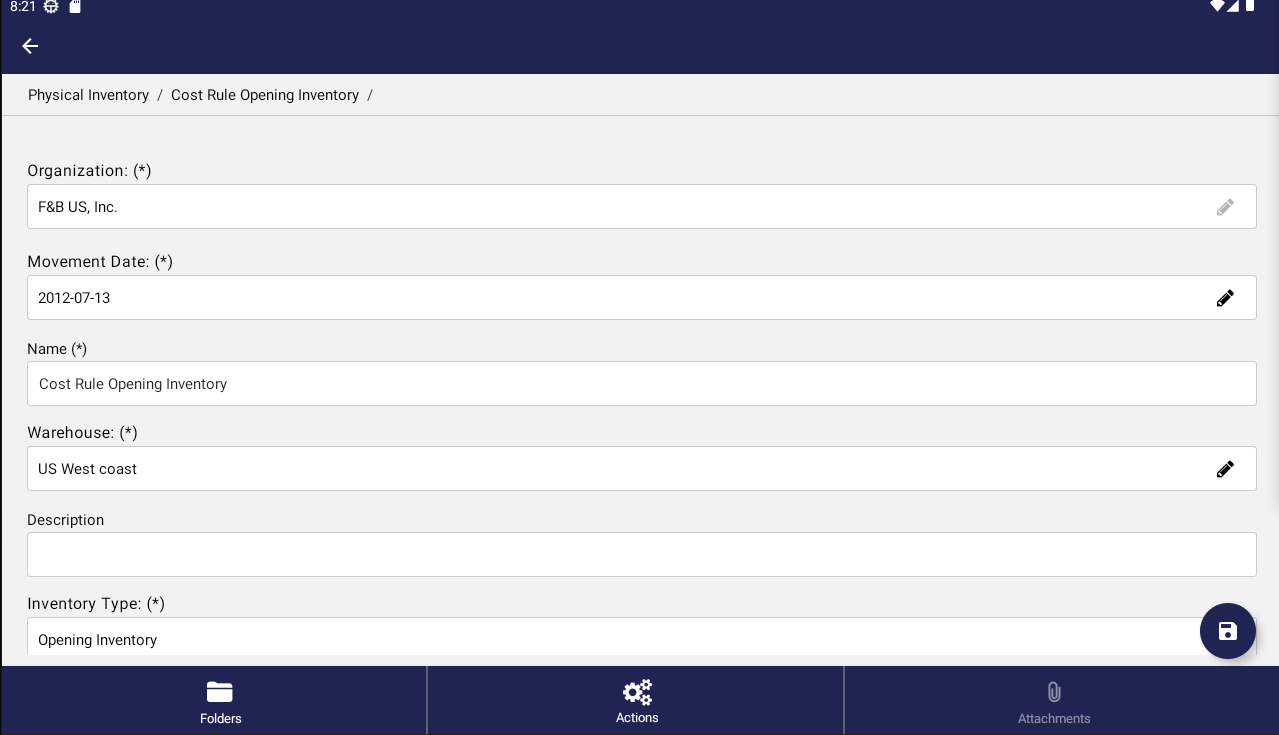 8:21
Physical Inventory / Cost Rule Opening Inventory /
Organization: (*)
F&B US, Inc.
Movement Date: (*)
2012-07-13
Name (*)
Cost Rule Opening Inventory
Warehouse: (*)
US West coast
Description
Inventory Type: (*)
Opening Inventory
Folders
Actions
Attachments